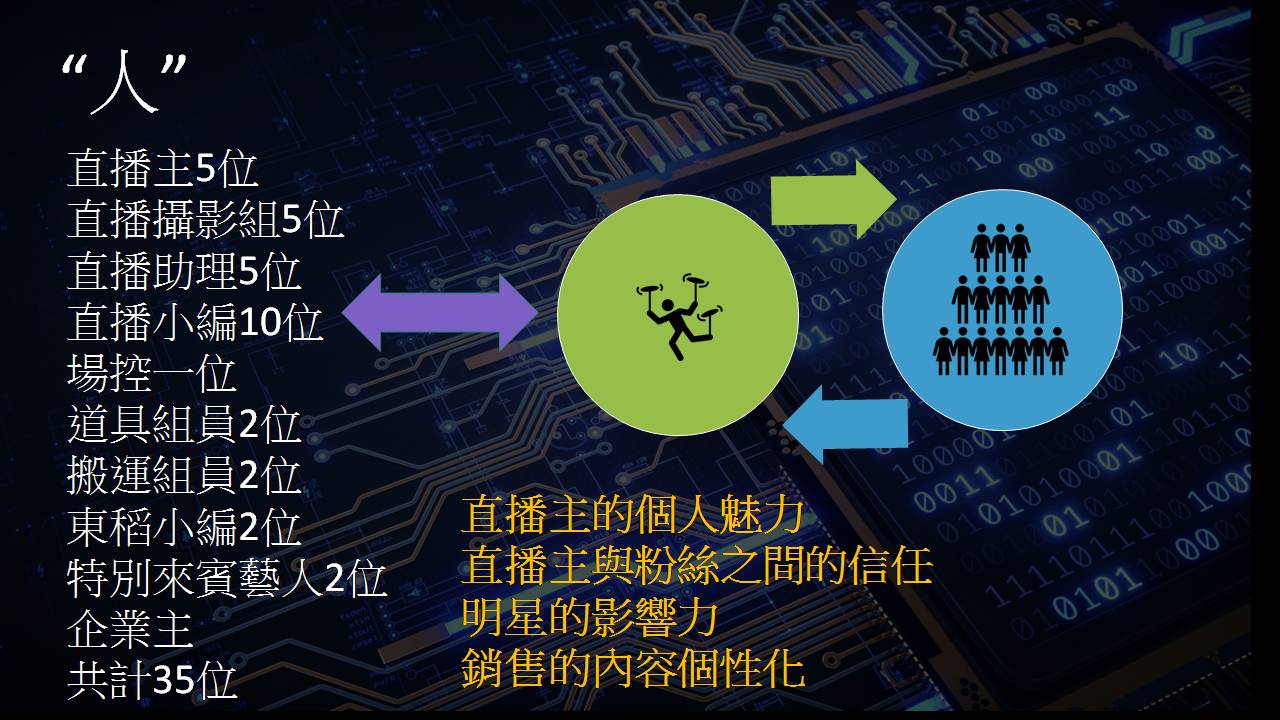 “人”
直播主5位
直播攝影組5位
直播助理5位
直播小編10位
場控一位
道具組員2位
搬運組員2位
東稻小編2位
特別來賓藝人2位
企業主
共計35位
直播主的個人魅力
直播主與粉絲之間的信任
明星的影響力
銷售的內容個性化